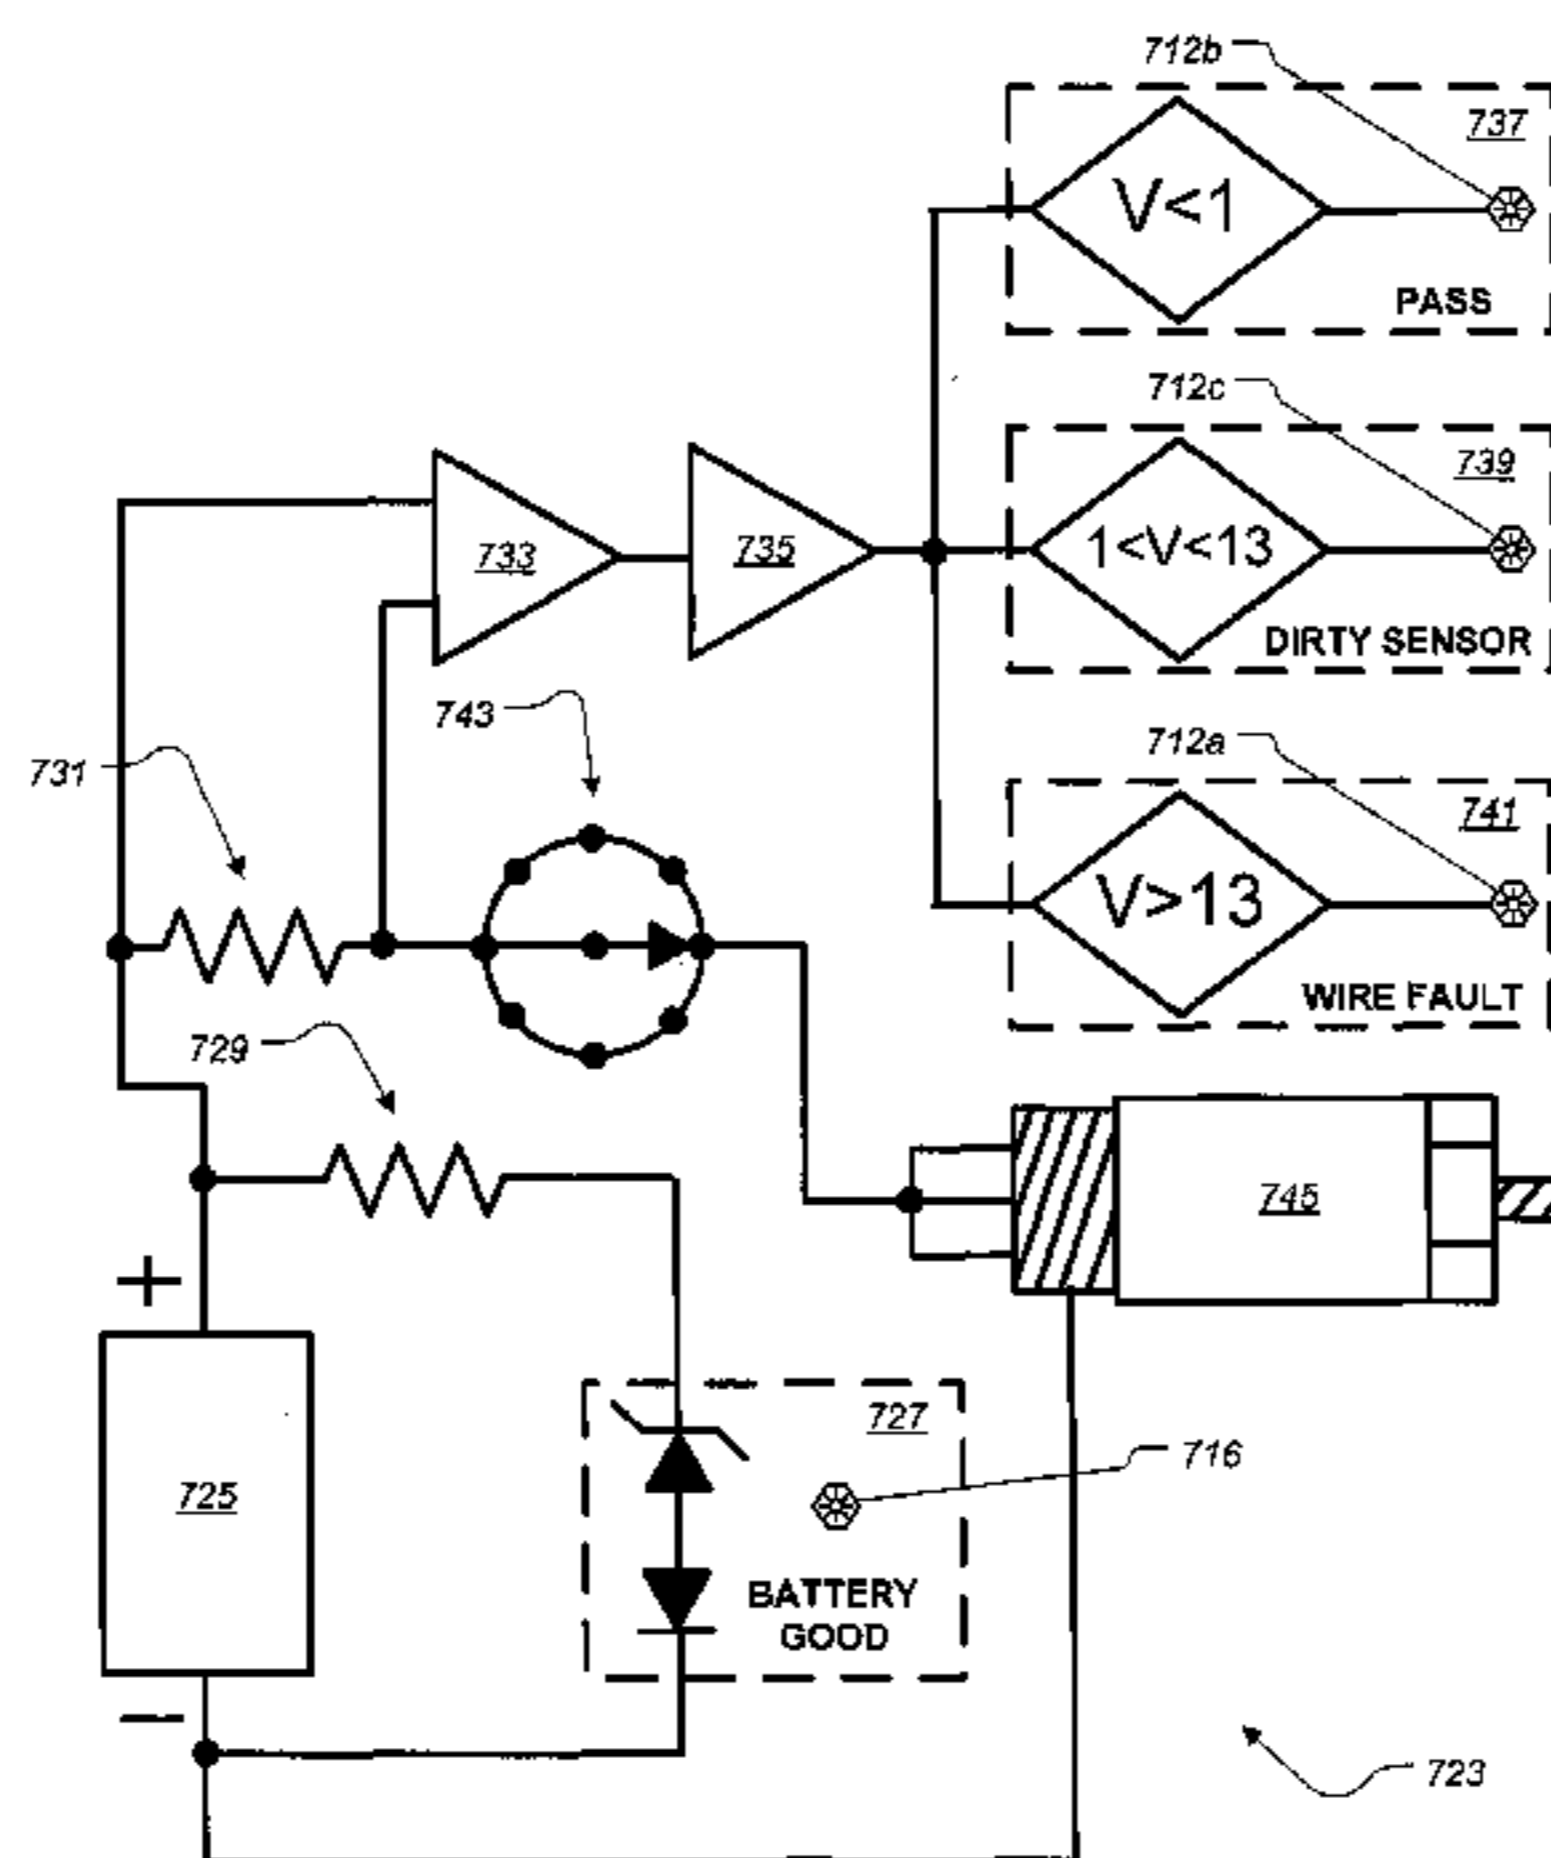 712b
737
V<1
PASS
712c
739
1<V<13
DIRTY SENSOR
733
735
743
731
712a
741
V>13
WIRE FAULT
729
745
+
727
716
725
BATTERY
GOOD
−
723